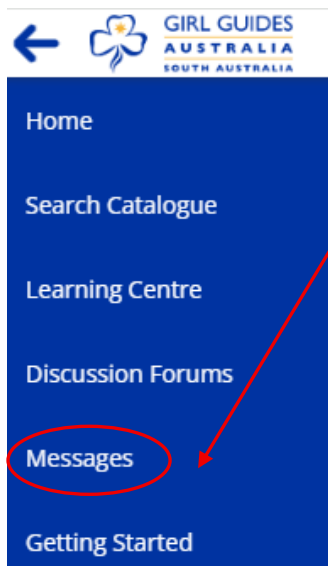 GIRL GUIDES
AUSTRALIA
SOUTH AUSTRALIA
Home
Search Catalogue
Learning Centre
Discussion Forums
Messages
Getting Started